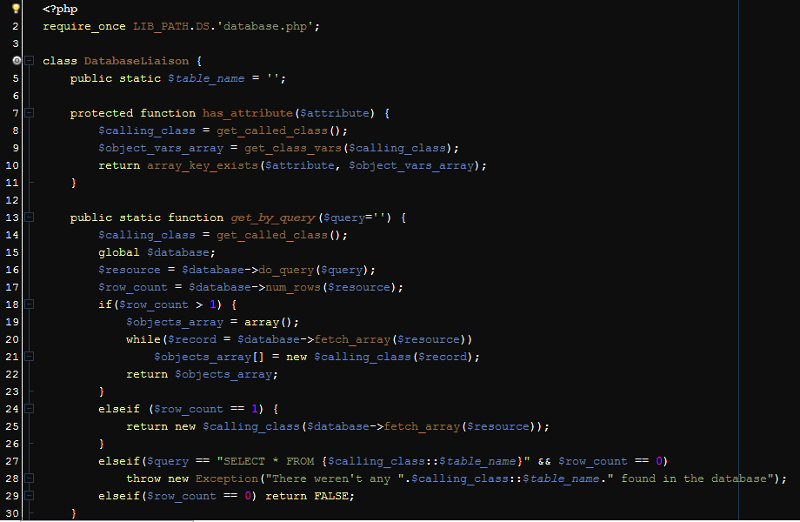 <?php
2 require_once LIB_PATH.DS.'database.php';
3
class DatabaseLiaison {
5 public static $table_name = '';
6
7 protected function has_attribute($attribute) {
8 $calling_class = get_called_class();
9 $object_vars_array = get_class_vars($calling_class);
10 return array_key_exists($attribute, $object_vars_array);
11 }
12
13 public static function get_by_query($query='') {
14 $calling_class = get_called_class();
15 global $database;
16 $resource = $database->do_query($query);
17 $row_count = $database->num_rows($resource);
18 if($row_count > 1) {
19 $objects_array = array();
20 while($record = $database->fetch_array($resource))
21 $objects_array[] = new $calling_class($record);
22 return $objects_array;
23 }
24 elseif ($row_count == 1) {
25 return new $calling_class($database->fetch_array($resource));
26 }
27 elseif($query == "SELECT * FROM {$calling_class::$table_name}" && $row_count == 0)
28 throw new Exception("There weren't any ".$calling_class::$table_name." found in the database");
29 elseif($row_count == 0) return FALSE;
30 }